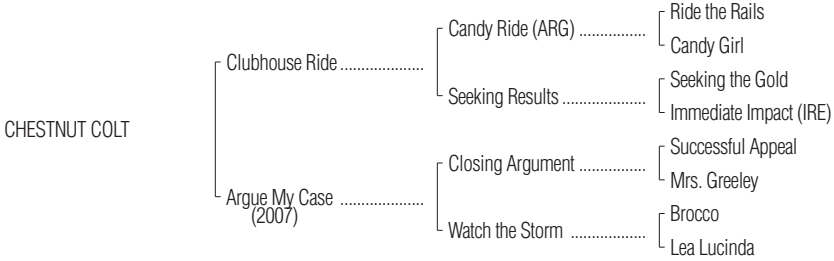 Ride the Rails
Candy Ride (ARG) ................
Candy Girl
Clubhouse Ride ....................
Seeking the Gold
Seeking Results ....................
Immediate Impact (IRE)
CHESTNUT COLT
Successful Appeal
Closing Argument ................
Mrs. Greeley
Argue My Case ....................
(2007)
Brocco
Watch the Storm ..................
Lea Lucinda